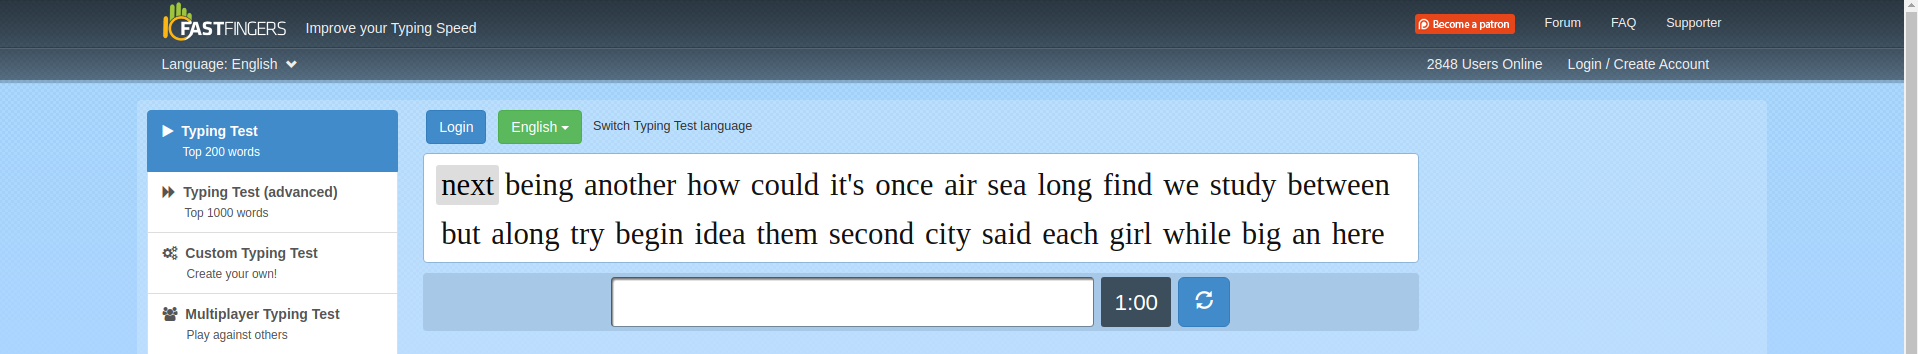 FASTFINGERS Improve your Typing Speed
Become a patron Forum FAQ Supporter
Language: English
2848 Users Online Login / Create Account
Typing Test
Top 200 words
Typing Test (advanced)
Top 1000 words
Custom Typing Test
Create your own!
Multiplayer Typing Test
Play against others
Login English Switch Typing Test language
next being another how could it's once air sea long find we study between
but along try begin idea them second city said each girl while big an here
1:00